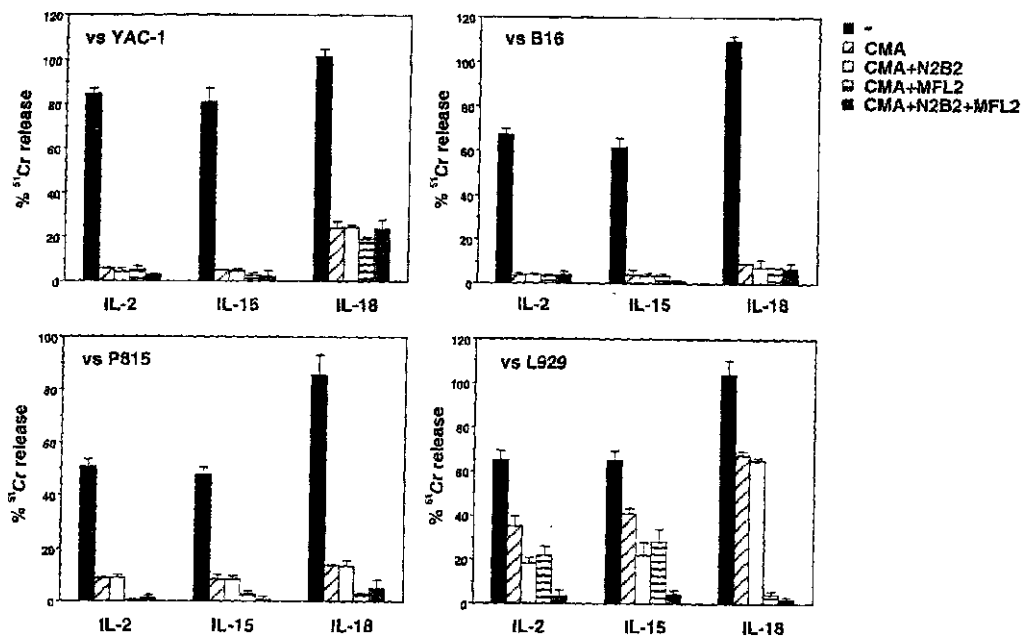 vs YAC-1
% ⁵¹Cr release
120
100
80
60
40
20
0
IL-2 IL-15 IL-18
vs B16
% ⁵¹Cr release
120
100
80
60
40
20
0
IL-2 IL-15 IL-18
-
CMA
CMA+N2B2
CMA+MFL2
CMA+N2B2+MFL2
vs P815
% ⁵¹Cr release
100
80
60
40
20
0
IL-2 IL-15 IL-18
vs L929
% ⁵¹Cr release
120
100
80
60
40
20
0
IL-2 IL-15 IL-18